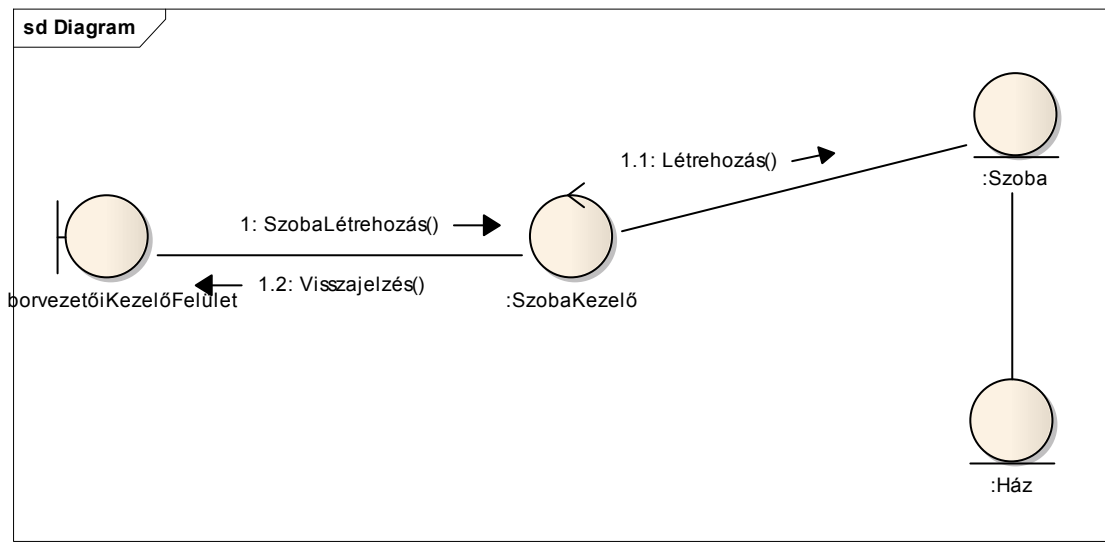 sd Diagram
1.1: Létrehozás()
:Szoba
1: SzobaLétrehozás()
1.2: Visszajelzés()
borvezetőiKezelőFelület
:SzobaKezelő
:Ház